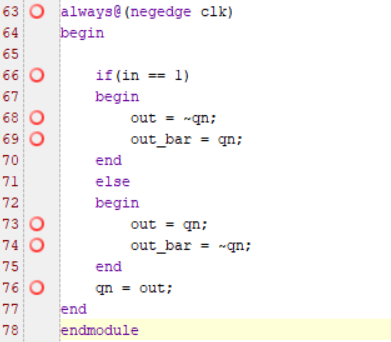 63 always@(negedge clk)
64 begin
65
66 if(in == 1)
67 begin
68 out = ~qn;
69 out_bar = qn;
70 end
71 else
72 begin
73 out = qn;
74 out_bar = ~qn;
75 end
76 qn = out;
77 end
78 endmodule